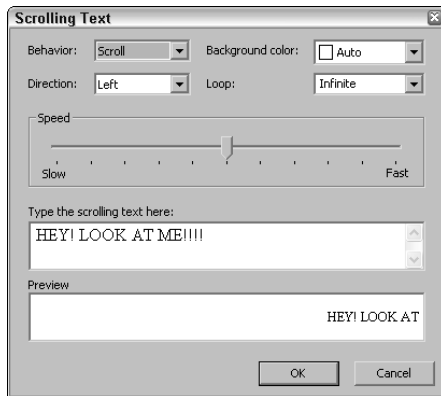 Scrolling Text
Behavior: Scroll Background color: Auto
Direction: Left Loop: Infinite
Speed
Slow Fast
Type the scrolling text here:
HEY! LOOK AT ME!!!!
Preview
HEY! LOOK AT
OK Cancel